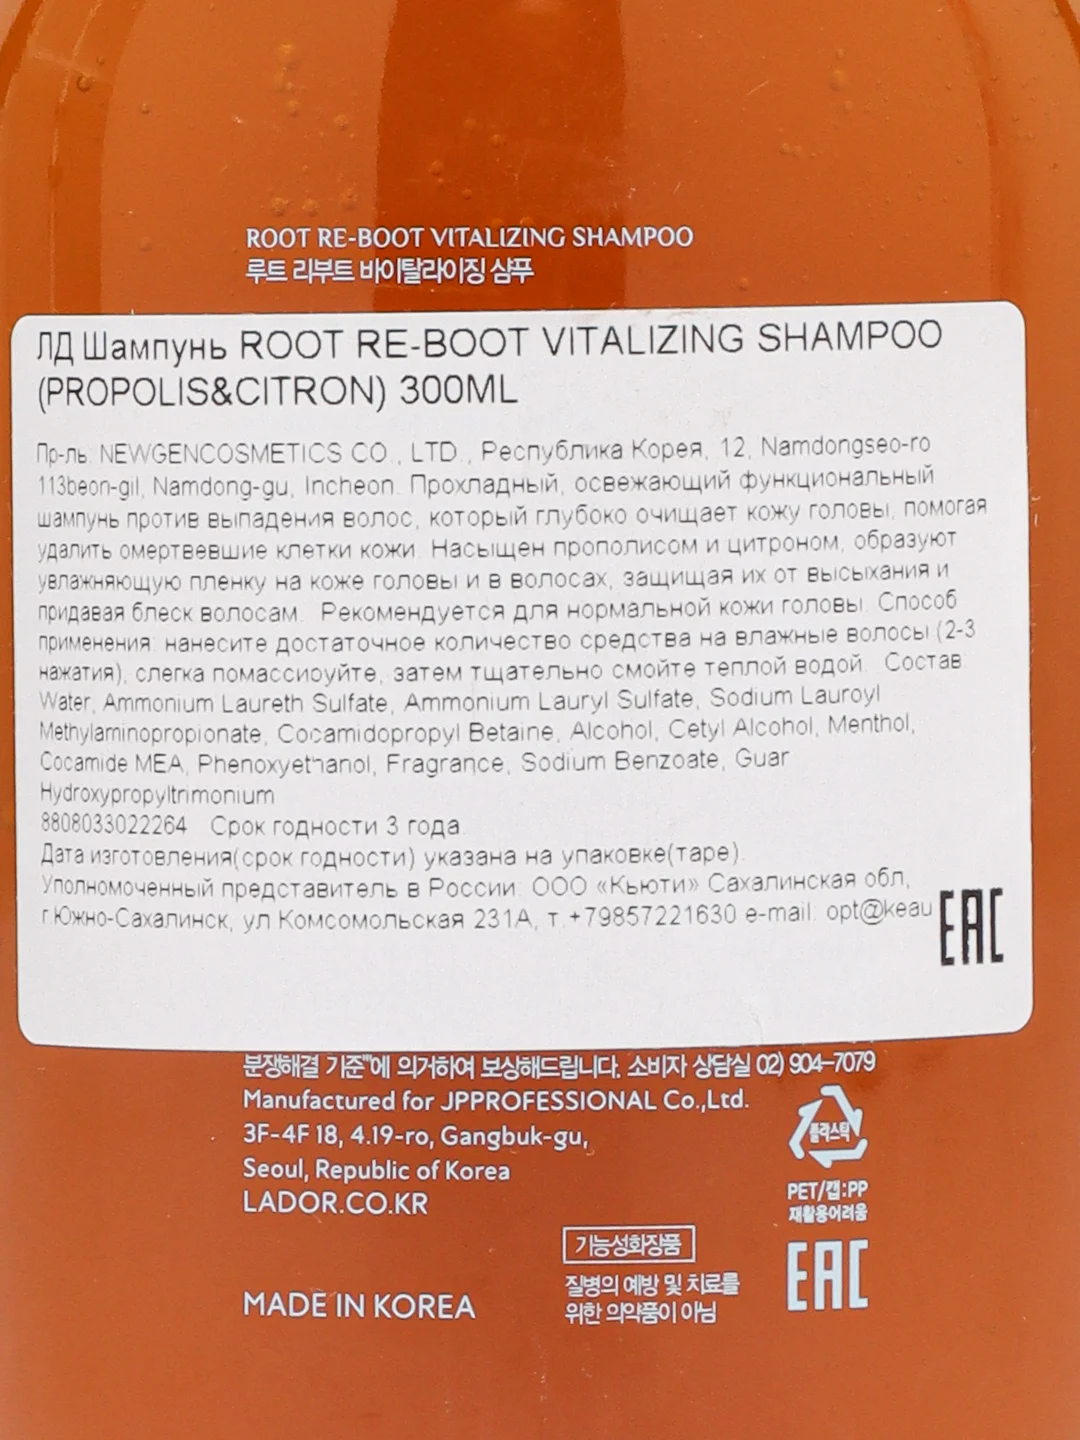 ROOT RE-BOOT VITALIZING SHAMPOO
루트 리부트 바이탈라이징 샴푸
ЛД Шампунь ROOT RE-BOOT VITALIZING SHAMPOO
(PROPOLIS&CITRON) 300ML
Пр-ль: NEWGENCOSMETICS CO., LTD., Республика Корея, 12, Namdongseo-ro
113beon-gil, Namdong-gu, Incheon. Прохладный, освежающий функциональный
шампунь против выпадения волос, который глубоко очищает кожу головы, помогая
удалить омертвевшие клетки кожи. Насыщен прополисом и цитроном, образуют
увлажняющую пленку на коже головы и в волосах, защищая их от высыхания и
придавая блеск волосам. Рекомендуется для нормальной кожи головы. Способ
применения: нанесите достаточное количество средства на влажные волосы (2-3
нажатия), слегка помассируйте, затем тщательно смойте теплой водой. Состав:
Water, Ammonium Laureth Sulfate, Ammonium Lauryl Sulfate, Sodium Lauroyl
Methylaminopropionate, Cocamidopropyl Betaine, Alcohol, Cetyl Alcohol, Menthol,
Cocamide MEA, Phenoxyethanol, Fragrance, Sodium Benzoate, Guar
Hydroxypropyltrimonium
8808033022264 Срок годности 3 года.
Дата изготовления(срок годности) указана на упаковке(таре).
Уполномоченный представитель в России: ООО «Кьюти» Сахалинская обл,
г.Южно-Сахалинск, ул Комсомольская 231А, т.+79857221630 e-mail: opt@keau
EAC
분쟁해결 기준"에 의거하여 보상해드립니다. 소비자 상담실 02) 904-7079
Manufactured for JPPROFESSIONAL Co.,Ltd.
3F-4F 18, 4.19-ro, Gangbuk-gu,
Seoul, Republic of Korea
LADOR.CO.KR
플라스틱
PET/캡:PP
재활용어려움
EAC
기능성화장품
질병의 예방 및 치료를
위한 의약품이 아님
MADE IN KOREA